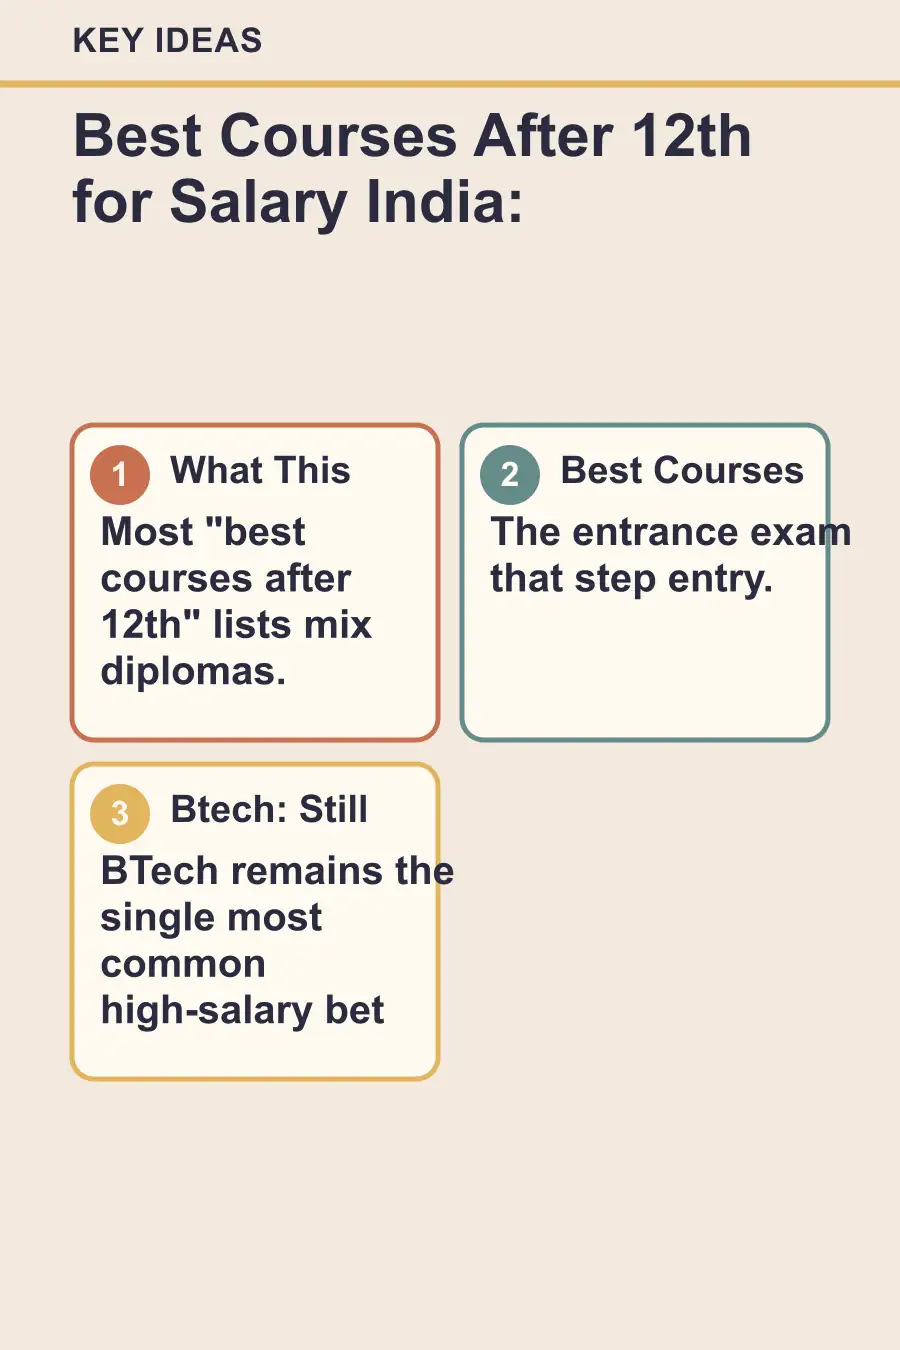 KEY IDEAS
Best Courses After 12th
for Salary India:
1 What This
Most "best
courses after
12th" lists mix
diplomas.
2 Best Courses
The entrance exam
that step entry.
3 Btech: Still
BTech remains the
single most
common
high-salary bet